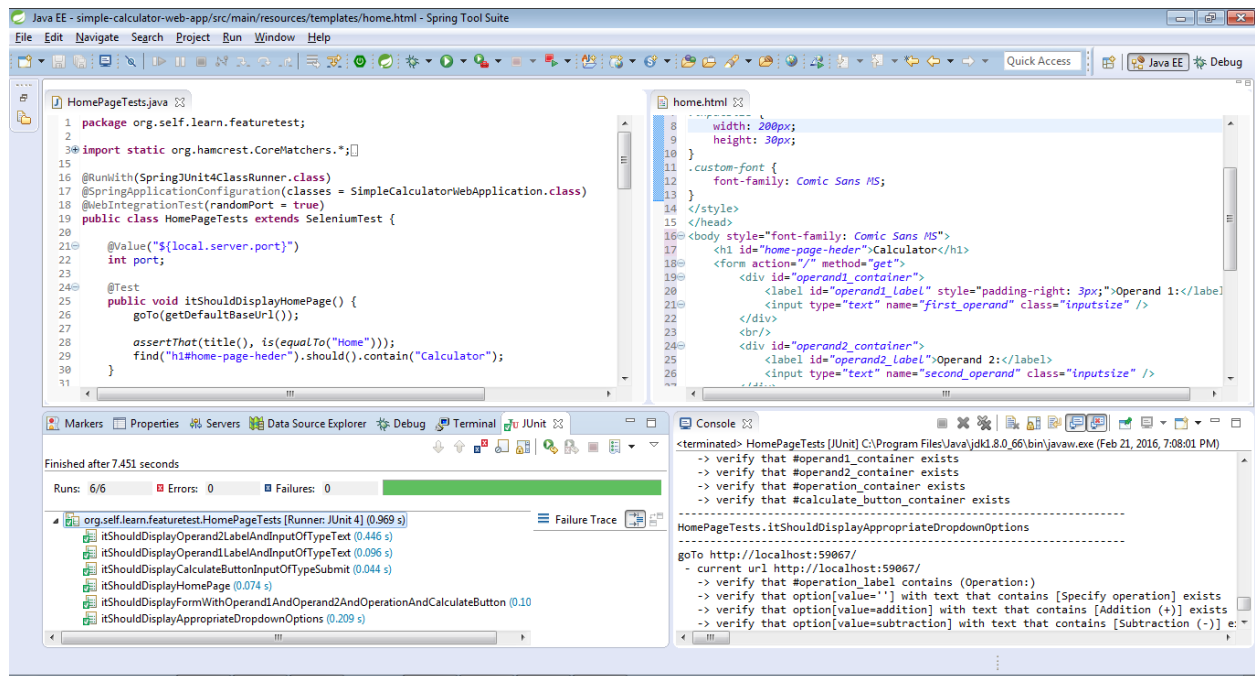 Java EE - simple-calculator-web-app/src/main/resources/templates/home.html - Spring Tool Suite
File Edit Navigate Search Project Run Window Help
Quick Access Java EE Debug
HomePageTests.java
1 package org.self.learn.featuretest;
2
3 import static org.hamcrest.CoreMatchers.*;
15
16 @RunWith(SpringJUnit4ClassRunner.class)
17 @SpringApplicationConfiguration(classes = SimpleCalculatorWebApplication.class)
18 @WebIntegrationTest(randomPort = true)
19 public class HomePageTests extends SeleniumTest {
20
21 @Value("${local.server.port}")
22 int port;
23
24 @Test
25 public void itShouldDisplayHomePage() {
26 goTo(getDefaultBaseUrl());
27
28 assertThat(title(), is(equalTo("Home")));
29 find("h1#home-page-heder").should().contain("Calculator");
30 }
31
home.html
8 width: 200px;
9 height: 30px;
10 }
11 .custom-font {
12 font-family: Comic Sans MS;
13 }
14 </style>
15 </head>
16 <body style="font-family: Comic Sans MS">
17 <h1 id="home-page-heder">Calculator</h1>
18 <form action="/" method="get">
19 <div id="operand1_container">
20 <label id="operand1_label" style="padding-right: 3px;">Operand 1:</label
21 <input type="text" name="first_operand" class="inputsize" />
22 </div>
23 <br/>
24 <div id="operand2_container">
25 <label id="operand2_label">Operand 2:</label>
26 <input type="text" name="second_operand" class="inputsize" />
Markers Properties Servers Data Source Explorer Debug Terminal JUnit
Finished after 7.451 seconds
Runs: 6/6 Errors: 0 Failures: 0
org.self.learn.featuretest.HomePageTests [Runner: JUnit 4] (0.969 s)
Failure Trace
itShouldDisplayOperand2LabelAndInputOfTypeText (0.446 s)
itShouldDisplayOperand1LabelAndInputOfTypeText (0.096 s)
itShouldDisplayCalculateButtonInputOfTypeSubmit (0.044 s)
itShouldDisplayHomePage (0.074 s)
itShouldDisplayFormWithOperand1AndOperand2AndOperationAndCalculateButton (0.10
itShouldDisplayAppropriateDropdownOptions (0.209 s)
Console
<terminated> HomePageTests [JUnit] C:\Program Files\Java\jdk1.8.0_66\bin\javaw.exe (Feb 21, 2016, 7:08:01 PM)
-> verify that #operand1_container exists
-> verify that #operand2_container exists
-> verify that #operation_container exists
-> verify that #calculate_button_container exists
------------------------------------------------------------------
HomePageTests.itShouldDisplayAppropriateDropdownOptions
------------------------------------------------------------------
goTo http://localhost:59067/
- current url http://localhost:59067/
-> verify that #operation_label contains (Operation:)
-> verify that option[value=''] with text that contains [Specify operation] exists
-> verify that option[value=addition] with text that contains [Addition (+)] exists
-> verify that option[value=subtraction] with text that contains [Subtraction (-)] e